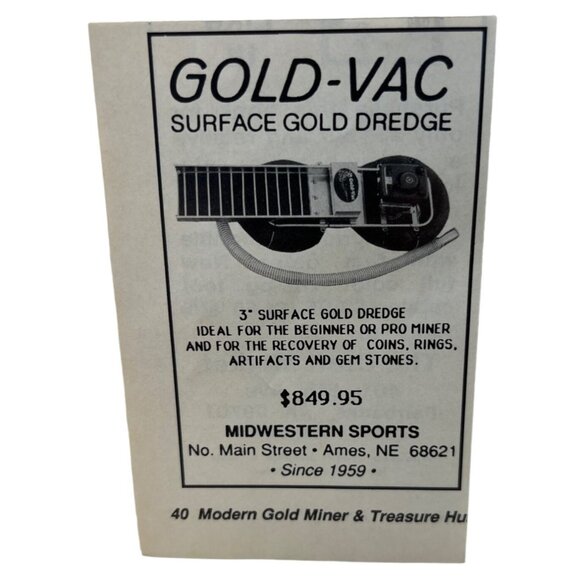 GOLD-VAC
SURFACE GOLD DREDGE
3" SURFACE GOLD DREDGE
IDEAL FOR THE BEGINNER OR PRO MINER
AND FOR THE RECOVERY OF COINS, RINGS,
ARTIFACTS AND GEM STONES.
$849.95
MIDWESTERN SPORTS
No. Main Street • Ames, NE 68621
• Since 1959 •
40 Modern Gold Miner & Treasure Hu